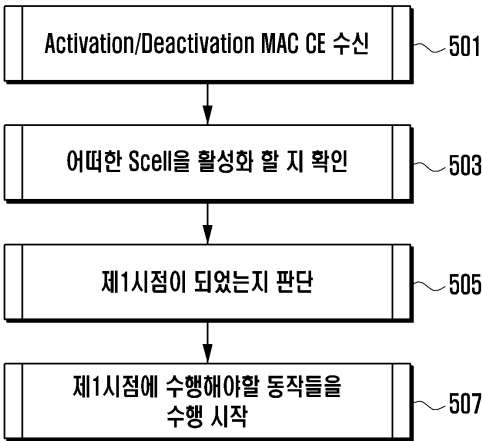 Activation/Deactivation MAC CE 수신
501
어떠한 Scell을 활성화 할 지 확인
503
제1시점이 되었는지 판단
505
제1시점에 수행해야할 동작들을
수행 시작
507